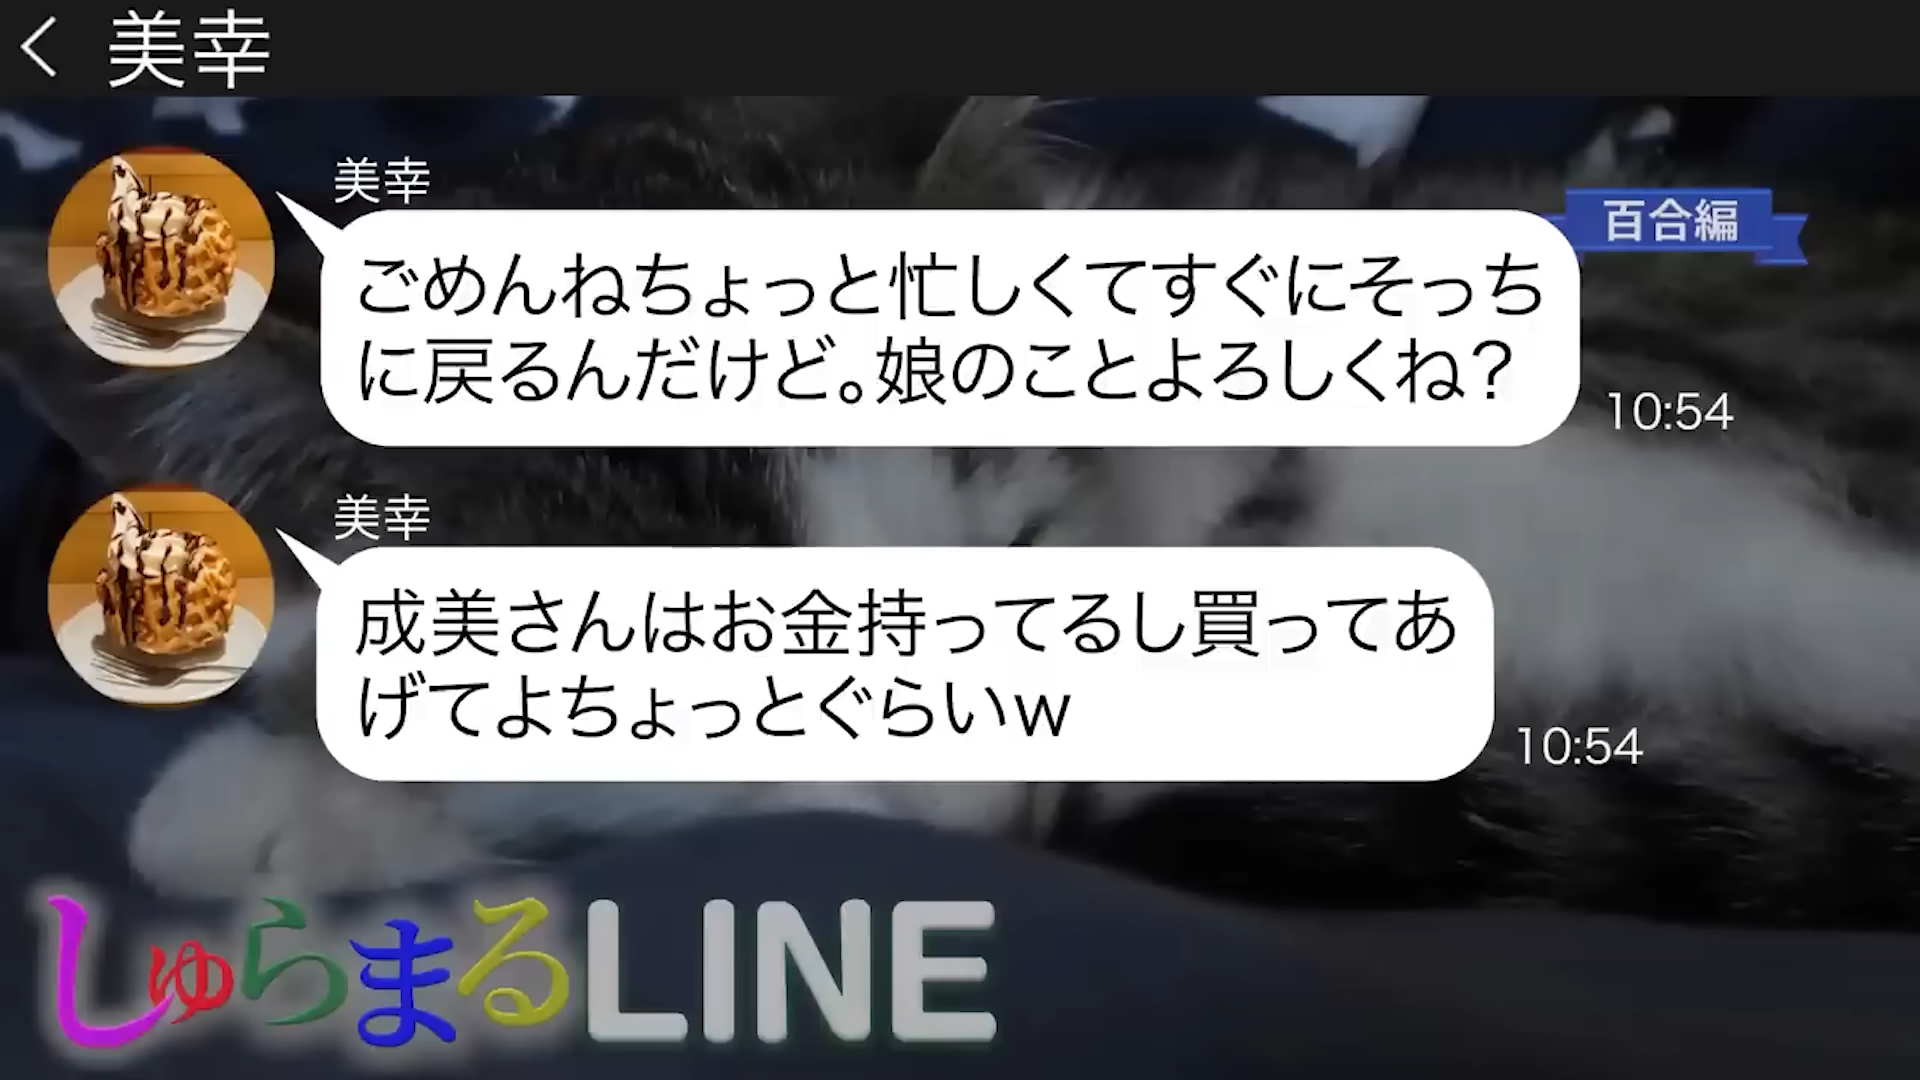 美幸
美幸
百合編
ごめんねちょっと忙しくてすぐにそっち
に戻るんだけど。娘のことよろしくね？
10:54
美幸
成美さんはお金持ってるし買ってあ
げてよちょっとぐらいw
10:54
しゅらまるLINE